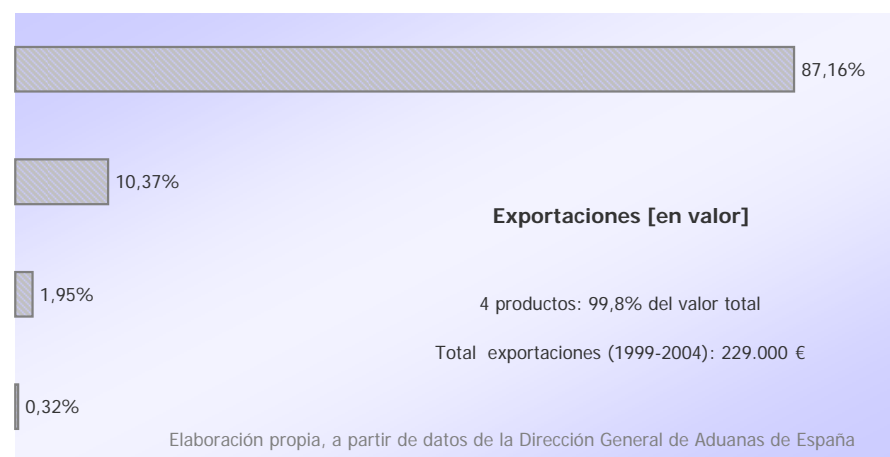 87,16%
10,37%
Exportaciones [en valor]
1,95%
4 productos: 99,8% del valor total
Total exportaciones (1999-2004): 229.000 €
0,32%
Elaboración propia, a partir de datos de la Dirección General de Aduanas de España